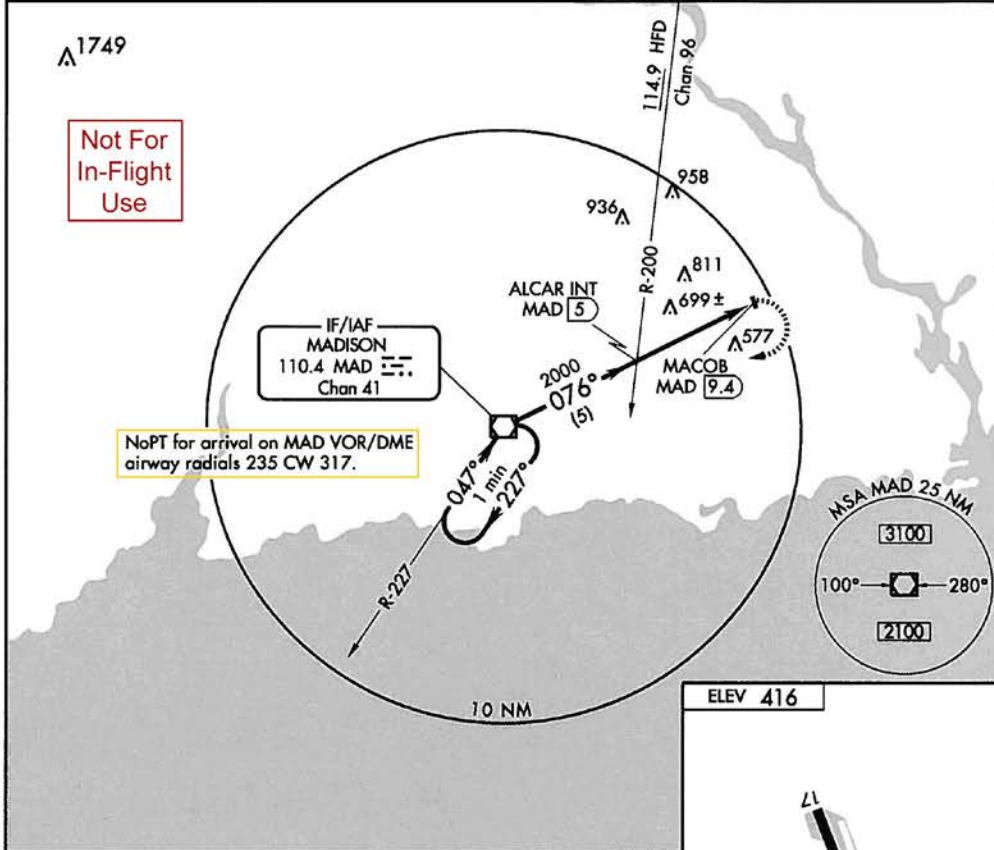 1749
Not For
In-Flight
Use
114.9 HFD
Chan 96
958
936
R-200
811
ALCAR INT
MAD 5
699±
577
IF/IAF
MADISON
110.4 MAD
Chan 41
2000
076°
(5)
MACOB
MAD 9.4
NoPT for arrival on MAD VOR/DME
airway radials 235 CW 317.
047°
1 min
227°
R-227
MSA MAD 25 NM
3100
100°
280°
2100
10 NM
ELEV 416
17